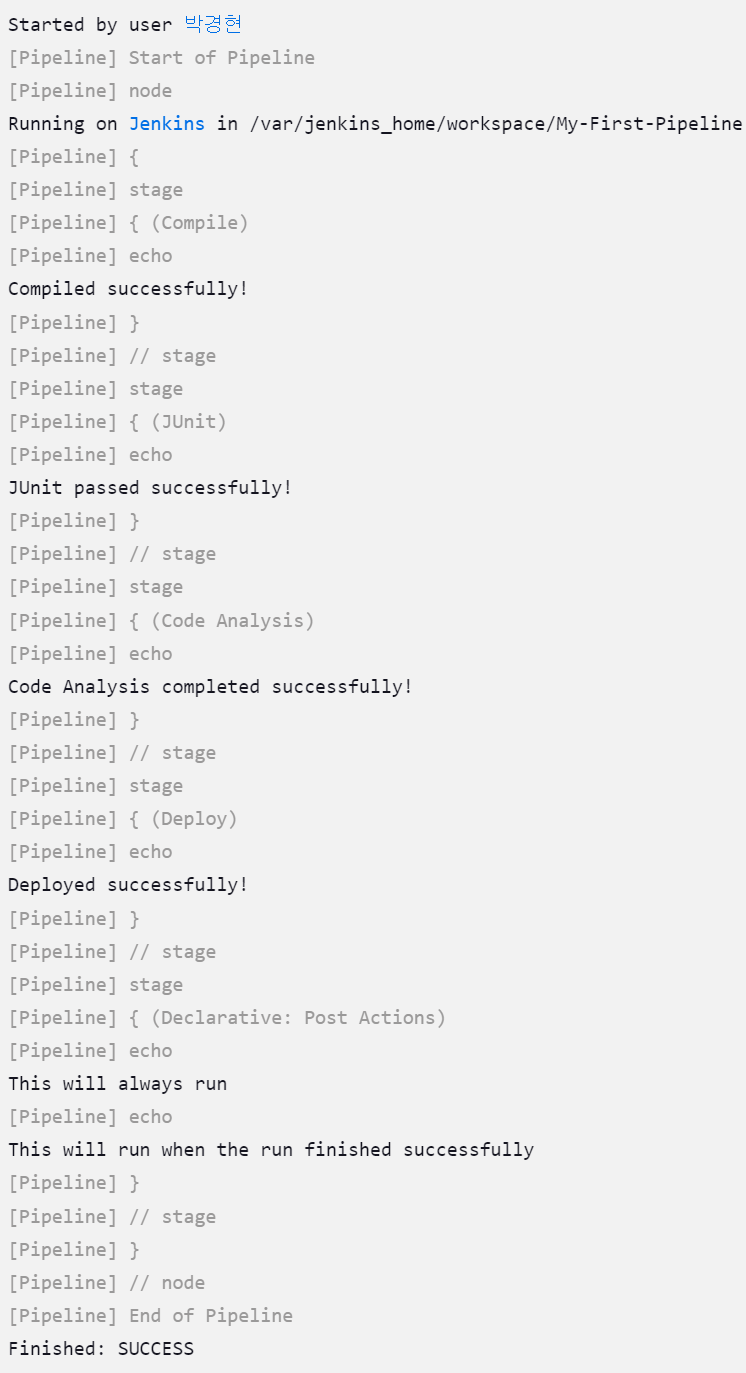 Started by user 박경현
[Pipeline] Start of Pipeline
[Pipeline] node
Running on Jenkins in /var/jenkins_home/workspace/My-First-Pipeline
[Pipeline] {
[Pipeline] stage
[Pipeline] { (Compile)
[Pipeline] echo
Compiled successfully!
[Pipeline] }
[Pipeline] // stage
[Pipeline] stage
[Pipeline] { (JUnit)
[Pipeline] echo
JUnit passed successfully!
[Pipeline] }
[Pipeline] // stage
[Pipeline] stage
[Pipeline] { (Code Analysis)
[Pipeline] echo
Code Analysis completed successfully!
[Pipeline] }
[Pipeline] // stage
[Pipeline] stage
[Pipeline] { (Deploy)
[Pipeline] echo
Deployed successfully!
[Pipeline] }
[Pipeline] // stage
[Pipeline] stage
[Pipeline] { (Declarative: Post Actions)
[Pipeline] echo
This will always run
[Pipeline] echo
This will run when the run finished successfully
[Pipeline] }
[Pipeline] // stage
[Pipeline] }
[Pipeline] // node
[Pipeline] End of Pipeline
Finished: SUCCESS